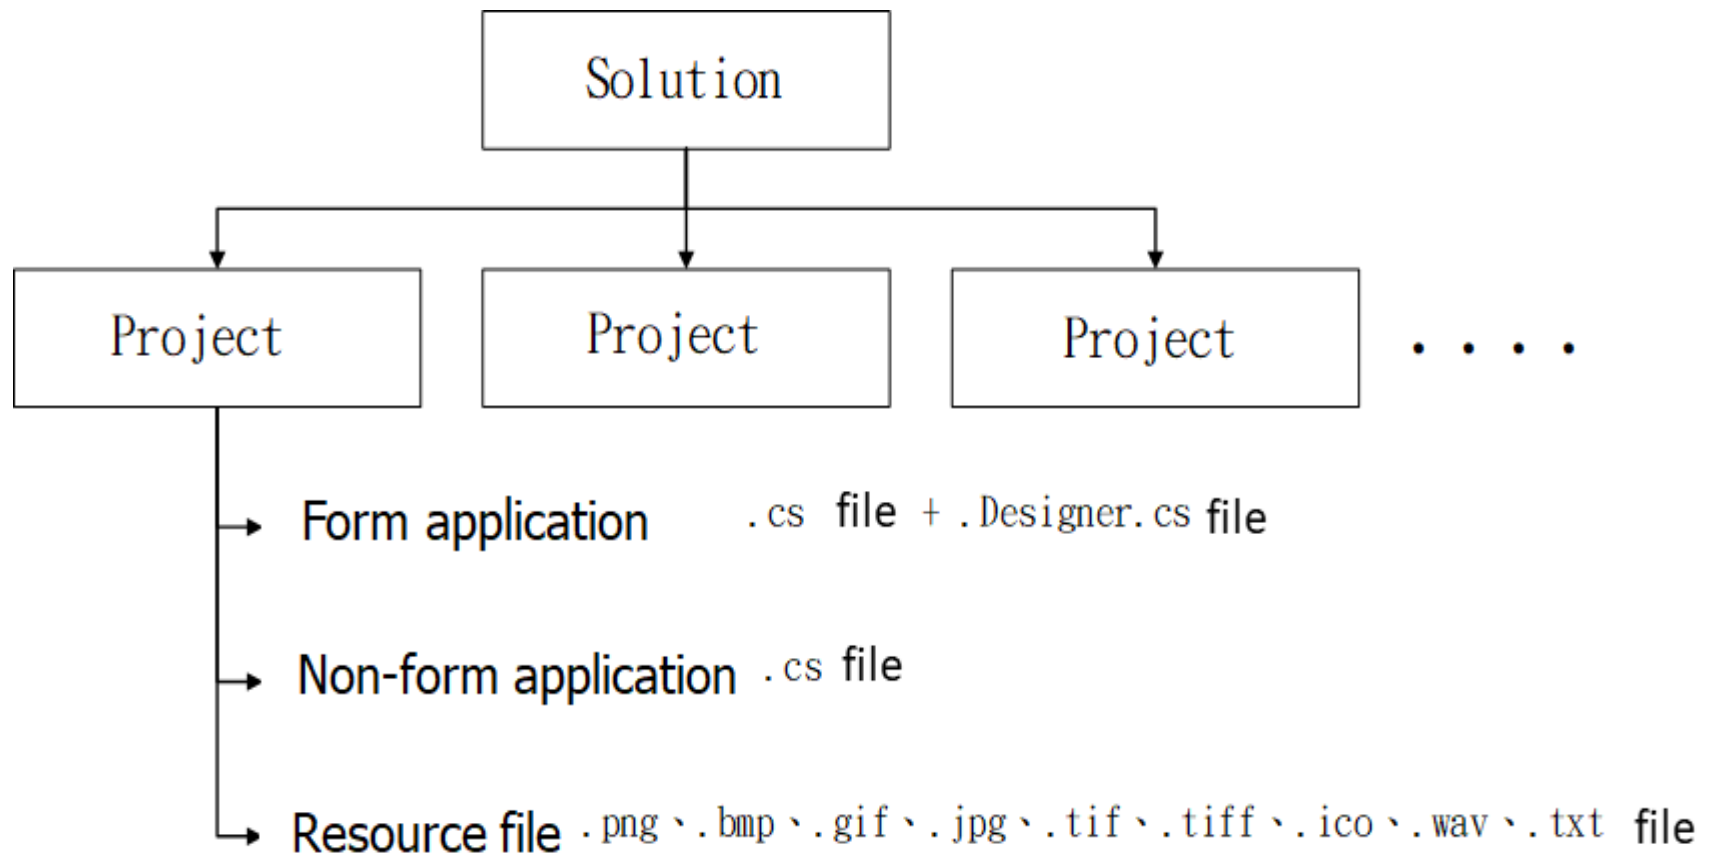 Solution
Project Project Project ....
Form application .cs file + .Designer.cs file
Non-form application .cs file
Resource file .png、.bmp、.gif、.jpg、.tif、.tiff、.ico、.wav、.txt file